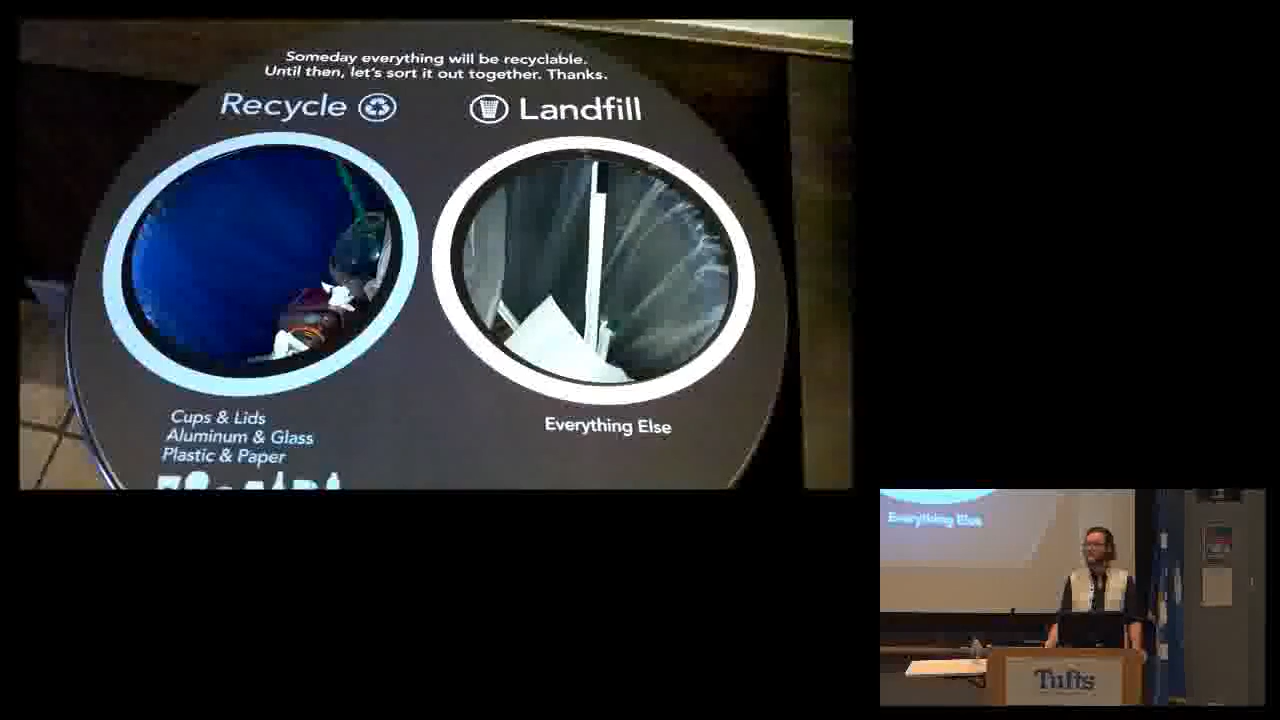 Someday everything will be recyclable.
Until then, let's sort it out together. Thanks.
Recycle
Landfill
Cups & Lids
Aluminum & Glass
Plastic & Paper
Everything Else
Everything Else
Tufts